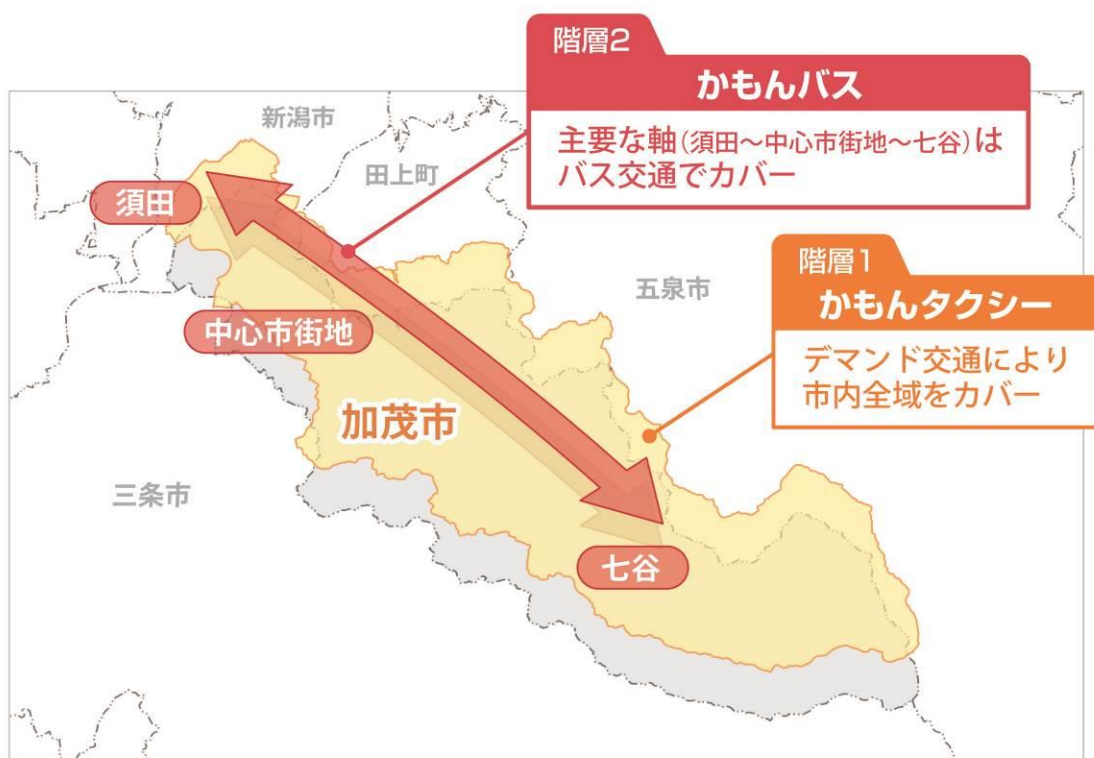 階層2
かもんバス
主要な軸(須田～中心市街地～七谷)は
バス交通でカバー
新潟市
田上町
須田
階層1
かもんタクシー
デマンド交通により
市内全域をカバー
五泉市
中心市街地
加茂市
三条市
七谷